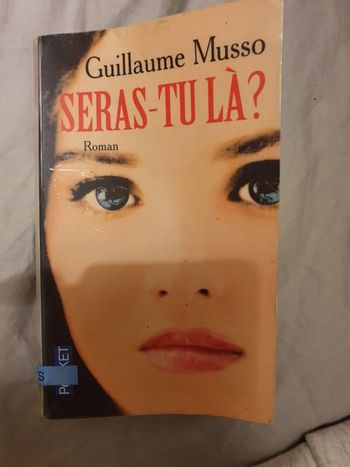 Guillaume Musso
SERAS-TU LÀ?
Roman
POCKET
S